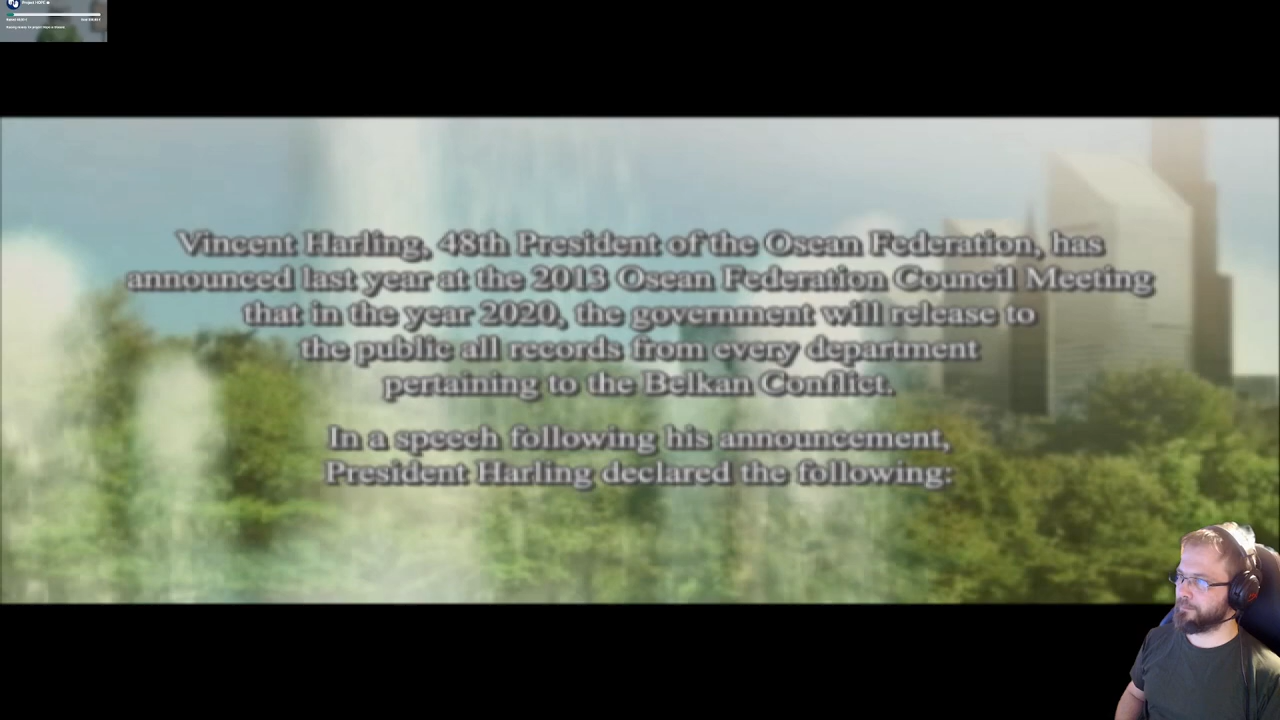 Project HOPE
Vincent Harling, 48th President of the Osean Federation, has
announced last year at the 2013 Osean Federation Council Meeting
that in the year 2020, the government will release to
the public all records from every department
pertaining to the Belkan Conflict.
In a speech following his announcement,
President Harling declared the following: